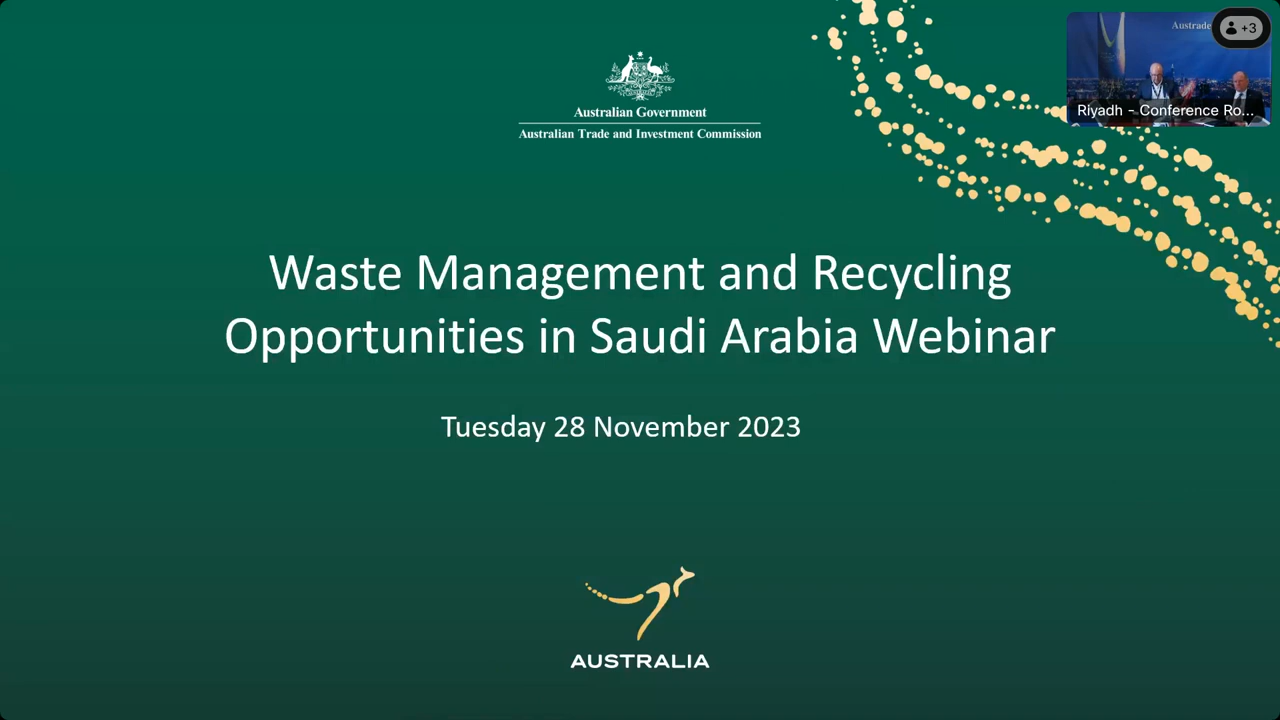 Austrade
+3
Riyadh - Conference Ro...
Australian Government
Australian Trade and Investment Commission
Waste Management and Recycling
Opportunities in Saudi Arabia Webinar
Tuesday 28 November 2023
AUSTRALIA